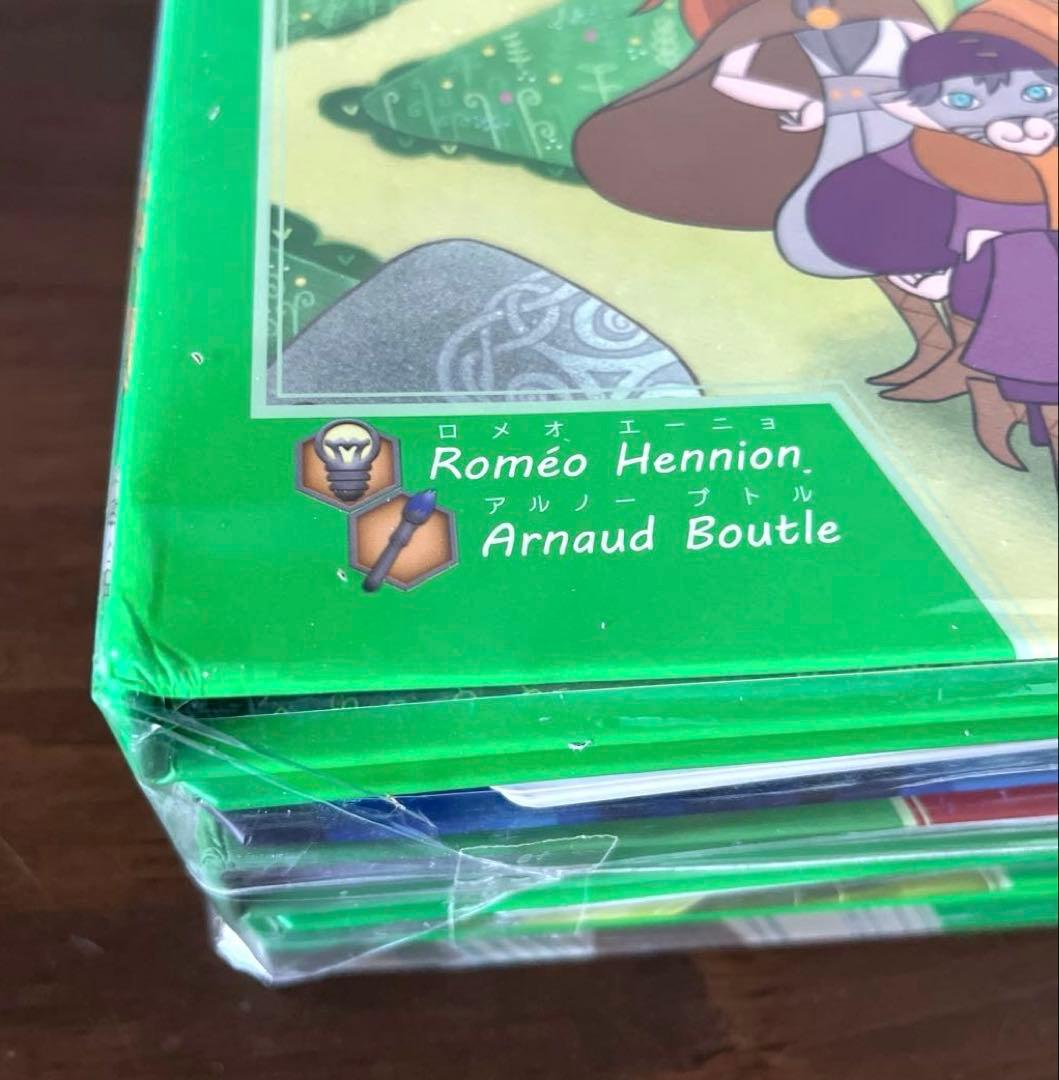 ロメオ エーニョ
Roméo Hennion
アルノー ブトル
Arnaud Boutle